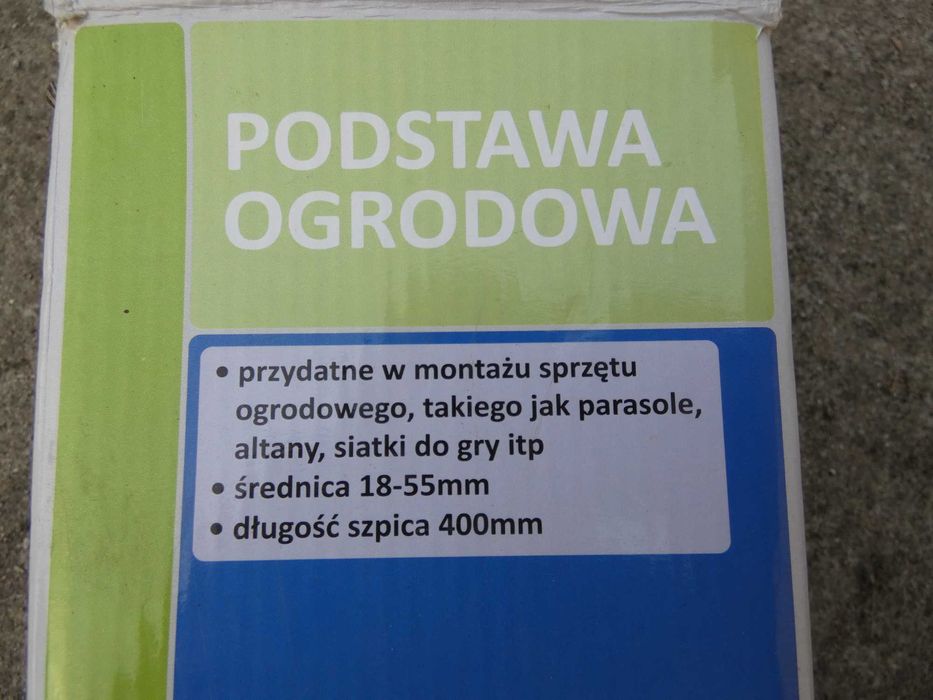 PODSTAWA
OGRODOWA
• przydatne w montażu sprzętu
ogrodowego, takiego jak parasole,
altany, siatki do gry itp
• średnica 18-55mm
• długość szpica 400mm